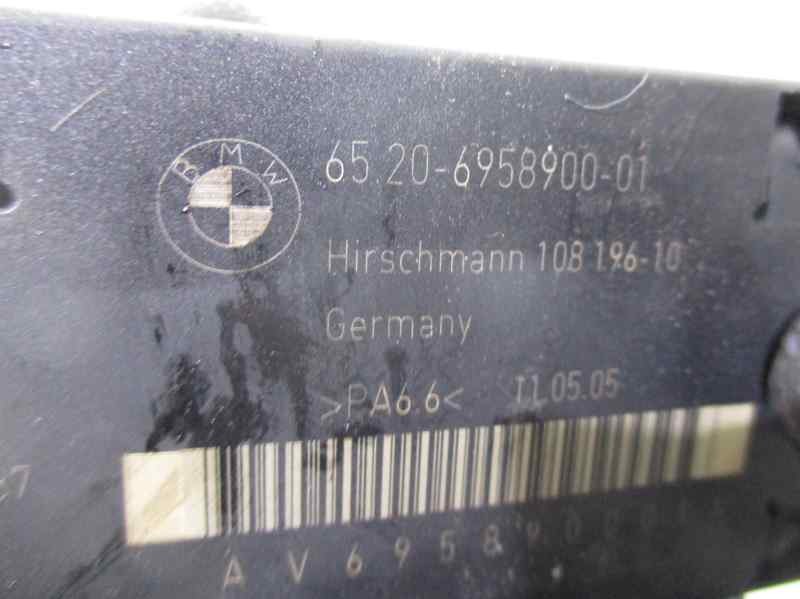 BMW
65.20-6958900-01
Hirschmann 108 196-10
Germany
>PA6.6< 11.05.05